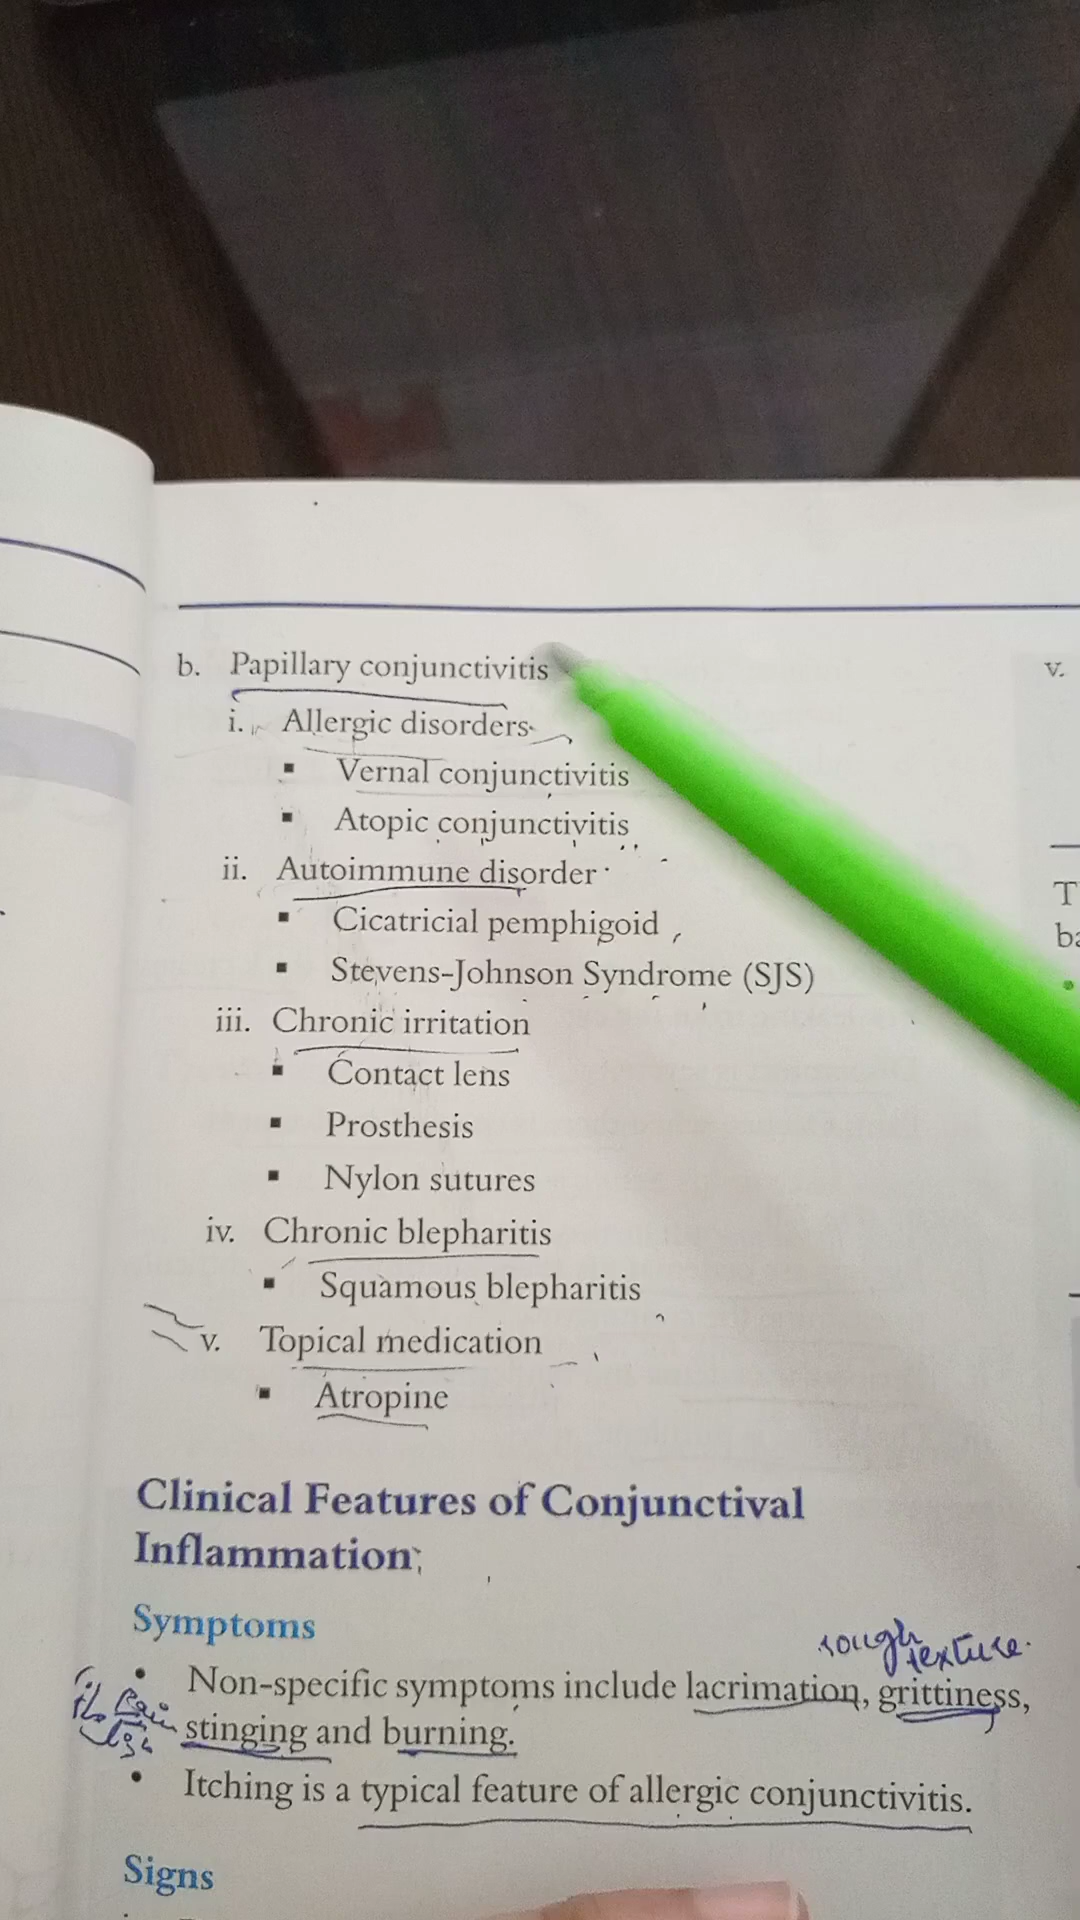 b. Papillary conjunctivitis
i. Allergic disorders
▪ Vernal conjunctivitis
▪ Atopic conjunctivitis
ii. Autoimmune disorder
▪ Cicatricial pemphigoid
▪ Stevens-Johnson Syndrome (SJS)
iii. Chronic irritation
▪ Contact lens
▪ Prosthesis
▪ Nylon sutures
iv. Chronic blepharitis
▪ Squamous blepharitis
v. Topical medication
▪ Atropine
Clinical Features of Conjunctival
Inflammation
Symptoms
rough
texture.
• Non-specific symptoms include lacrimation, grittiness,
stinging and burning.
• Itching is a typical feature of allergic conjunctivitis.
Signs
v.
T
ba